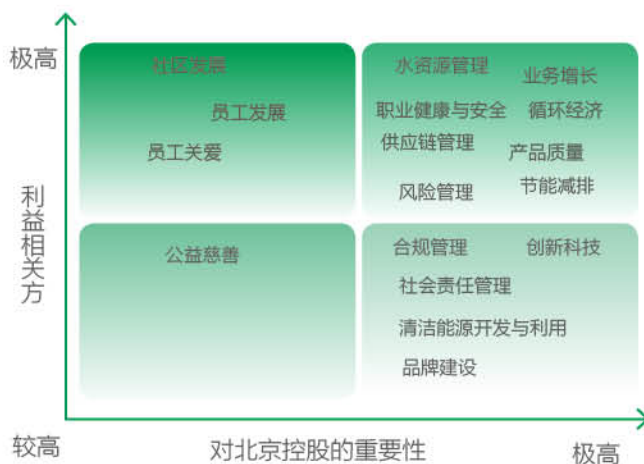 极高
社区发展
员工发展
员工关爱
水资源管理
业务增长
职业健康与安全
循环经济
供应链管理
产品质量
风险管理
节能减排
利益相关方
公益慈善
合规管理
创新科技
社会责任管理
清洁能源开发与利用
品牌建设
较高
对北京控股的重要性
极高